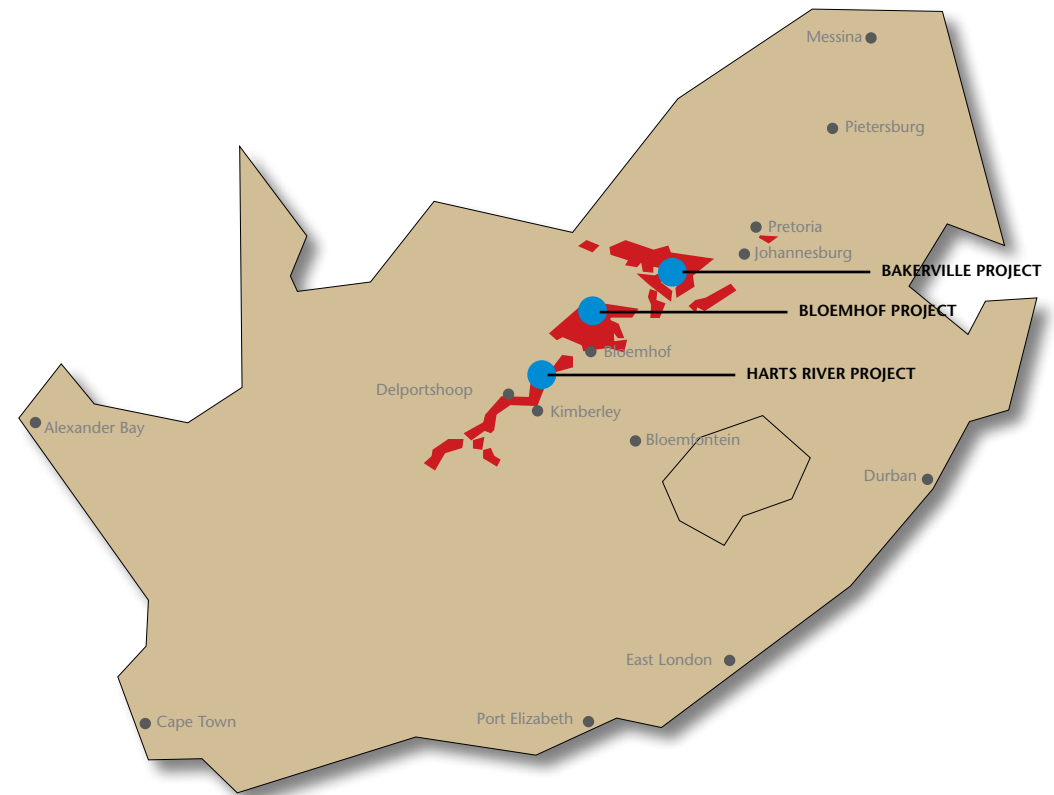 Messina
Pietersburg
Pretoria
Johannesburg
BAKERVILLE PROJECT
BLOEMHOF PROJECT
Bloemhof
HARTS RIVER PROJECT
Delportshoop
Kimberley
Alexander Bay
Bloemfontein
Durban
East London
Port Elizabeth
Cape Town